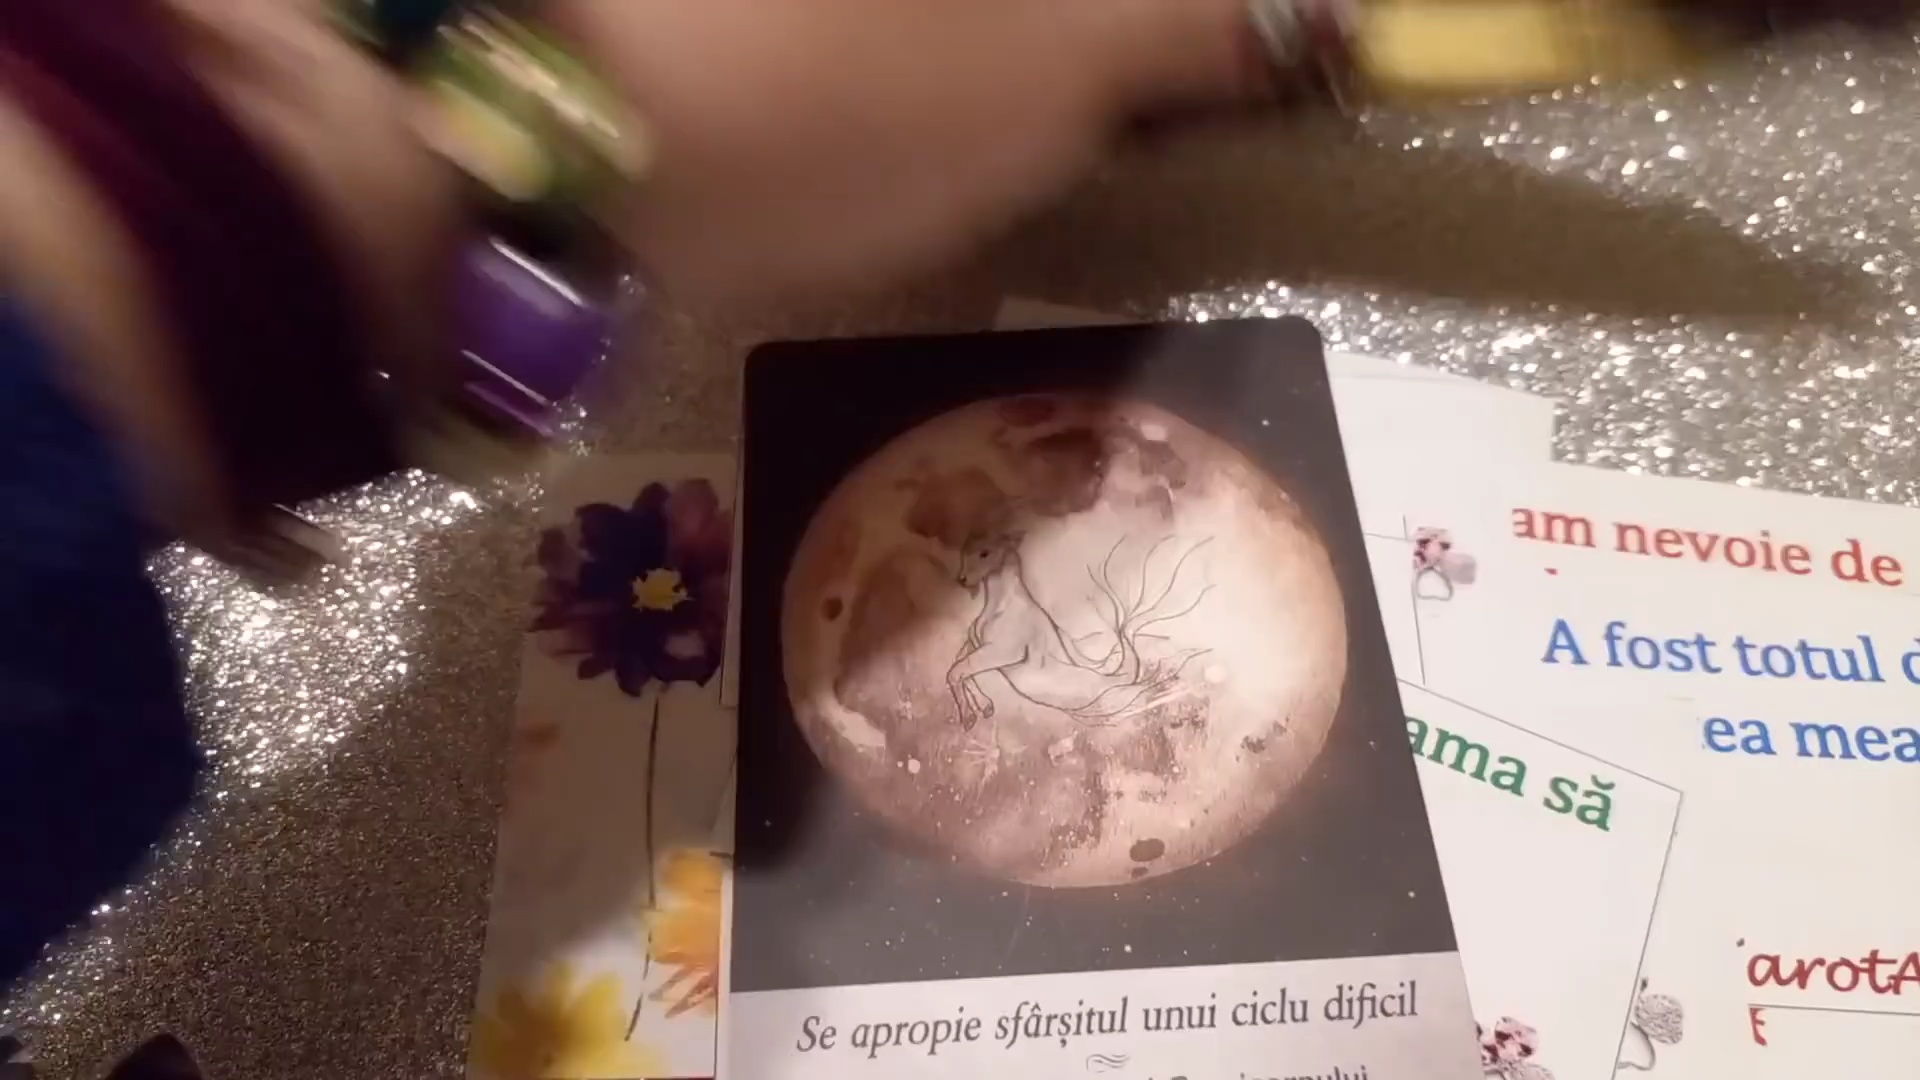 am nevoie de
A fost totul
ea mea
ama să
arotA
Se apropie sfârșitul unui ciclu dificil